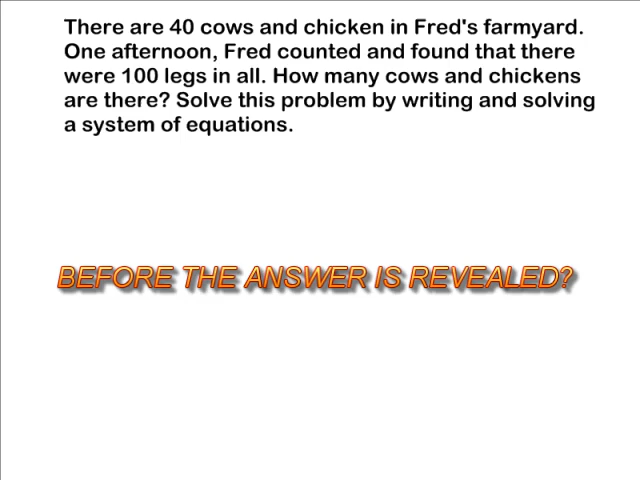 There are 40 cows and chicken in Fred's farmyard.
One afternoon, Fred counted and found that there
were 100 legs in all. How many cows and chickens
are there? Solve this problem by writing and solving
a system of equations.
BEFORE THE ANSWER IS REVEALED?